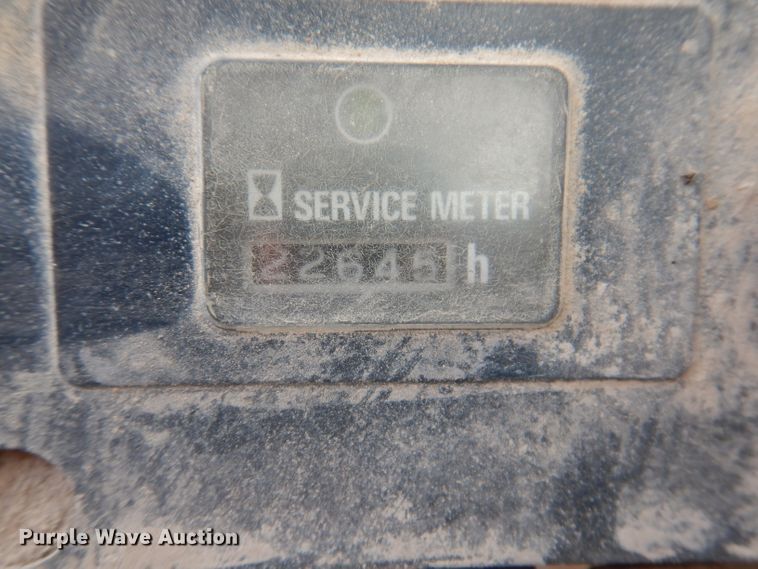 SERVICE METER
22645 h
Purple Wave Auction